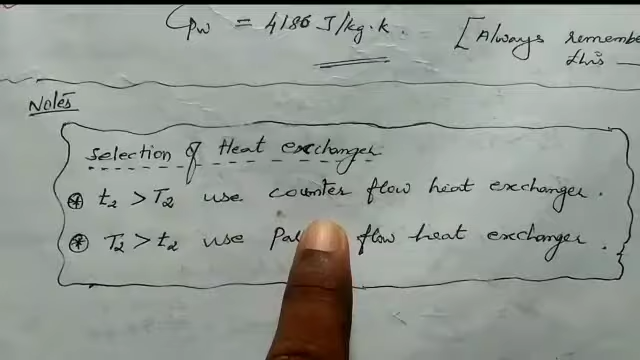 Cpw = 4186 J/kg.k. [Always remember
this
Notes
Selection of Heat exchanger
* t₂ > T₂ use counter flow heat exchanger.
* T₂ > t₂ use flow heat exchanger.